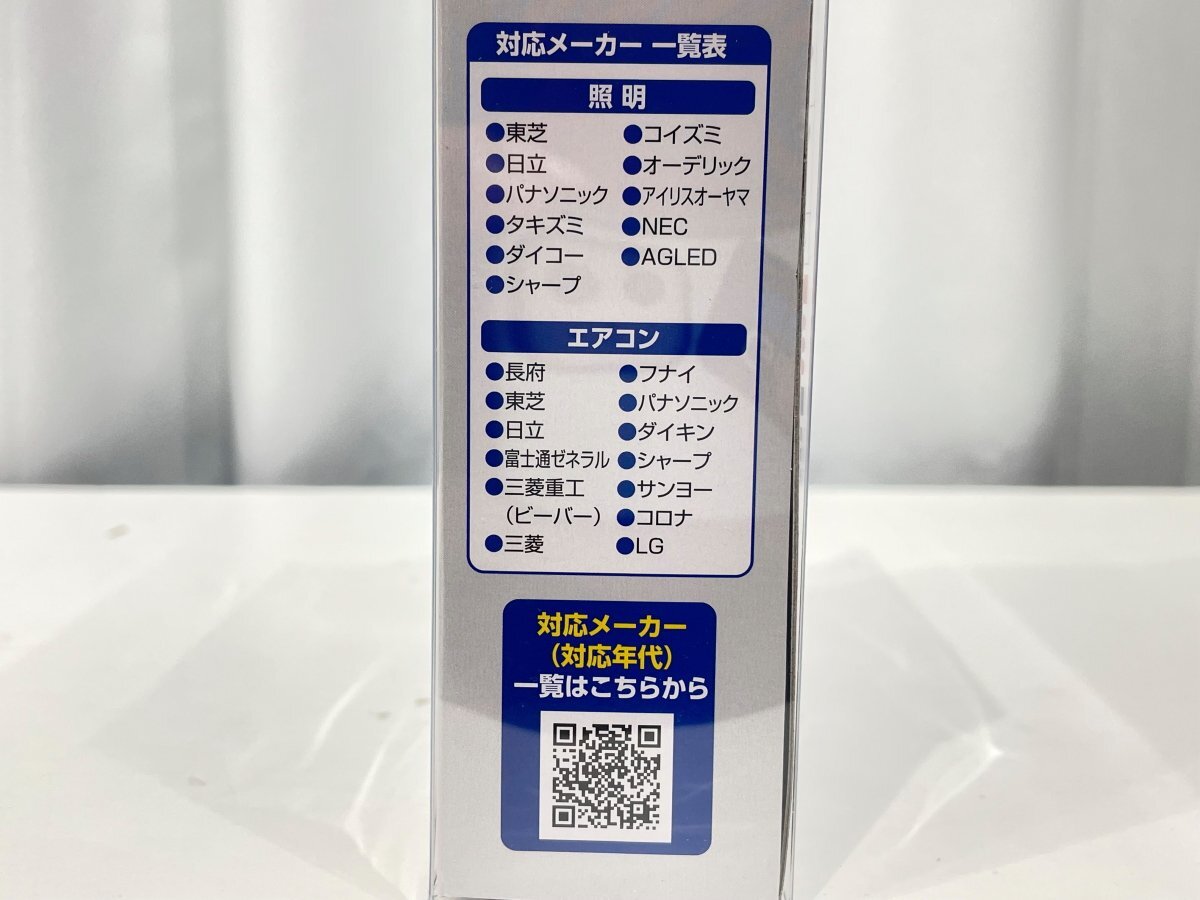 対応メーカー 一覧表
照明
●東芝
●日立
●パナソニック
●タキズミ
●ダイコー
●シャープ
●コイズミ
●オーデリック
●アイリスオーヤマ
●NEC
●AGLED
エアコン
●長府
●東芝
●日立
●富士通ゼネラル
●三菱重工
（ビーバー）
●三菱
●フナイ
●パナソニック
●ダイキン
●シャープ
●サンヨー
●コロナ
●LG
対応メーカー
（対応年代）
一覧はこちらから